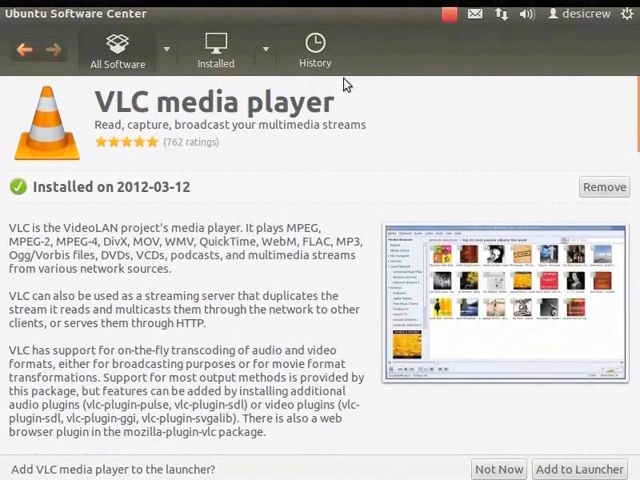 Ubuntu Software Center
desicrew
All Software
Installed
History
VLC media player
Read, capture, broadcast your multimedia streams
(762 ratings)
Installed on 2012-03-12
Remove
VLC is the VideoLAN project's media player. It plays MPEG,
MPEG-2, MPEG-4, DivX, MOV, WMV, QuickTime, WebM, FLAC, MP3,
Ogg/Vorbis files, DVDs, VCDs, podcasts, and multimedia streams
from various network sources.
VLC can also be used as a streaming server that duplicates the
stream it reads and multicasts them through the network to other
clients, or serves them through HTTP.
VLC has support for on-the-fly transcoding of audio and video
formats, either for broadcasting purposes or for movie format
transformations. Support for most output methods is provided by
this package, but features can be added by installing additional
audio plugins (vlc-plugin-pulse, vlc-plugin-sdl) or video plugins (vlc-
plugin-sdl, vlc-plugin-ggi, vlc-plugin-svgalib). There is also a web
browser plugin in the mozilla-plugin-vlc package.
Add VLC media player to the launcher?
Not Now
Add to Launcher